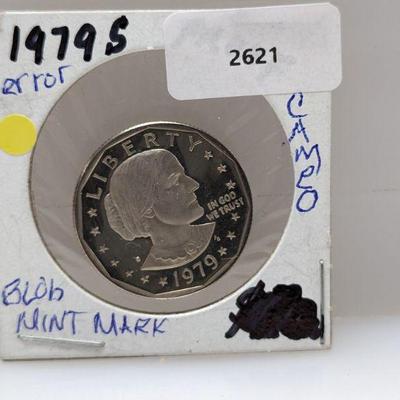 1979 S
2621
error
CAMEO
LIBERTY
IN GOD
WE TRUST
S
1979
BLOB
MINT MARK